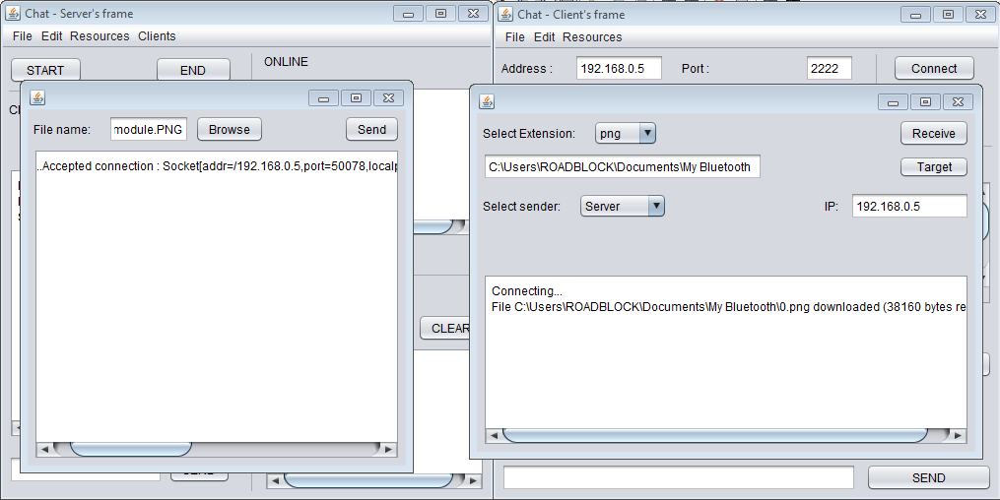 Chat - Server's frame
File Edit Resources Clients
START END ONLINE
File name: module.PNG Browse Send
..Accepted connection : Socket[addr=/192.168.0.5,port=50078,localp
CLEAR
Chat - Client's frame
File Edit Resources
Address : 192.168.0.5 Port : 2222 Connect
Select Extension: png Receive
C:\Users\ROADBLOCK\Documents\My Bluetooth Target
Select sender: Server IP: 192.168.0.5
Connecting...
File C:\Users\ROADBLOCK\Documents\My Bluetooth\0.png downloaded (38160 bytes re
SEND